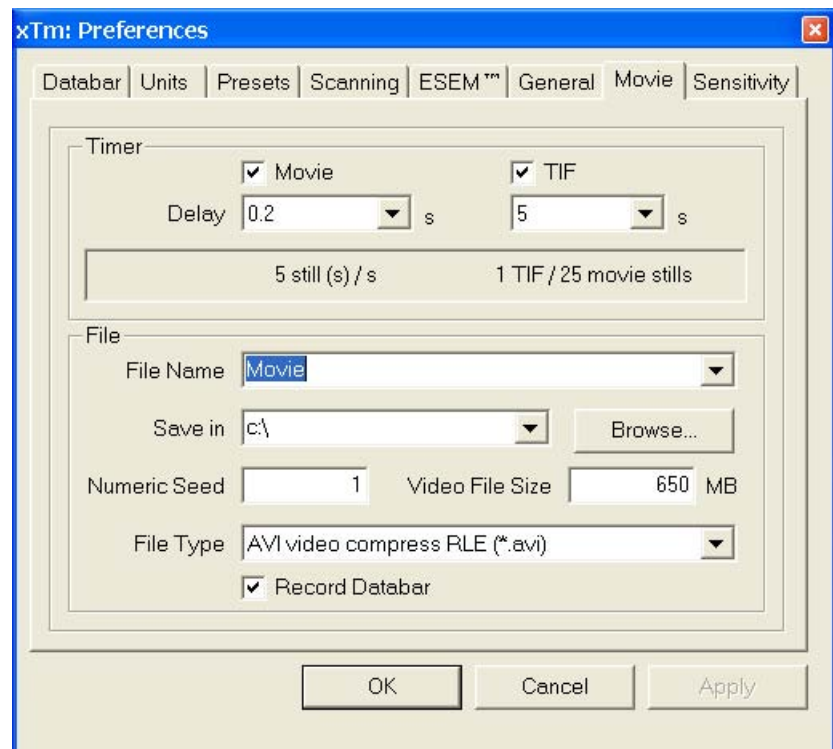 xTm: Preferences
Databar Units Presets Scanning ESEM™ General Movie Sensitivity
Timer
Movie TIF
Delay 0.2 s 5 s
5 still (s) / s 1 TIF / 25 movie stills
File
File Name Movie
Save in c:\ Browse...
Numeric Seed 1 Video File Size 650 MB
File Type AVI video compress RLE (*.avi)
Record Databar
OK Cancel Apply